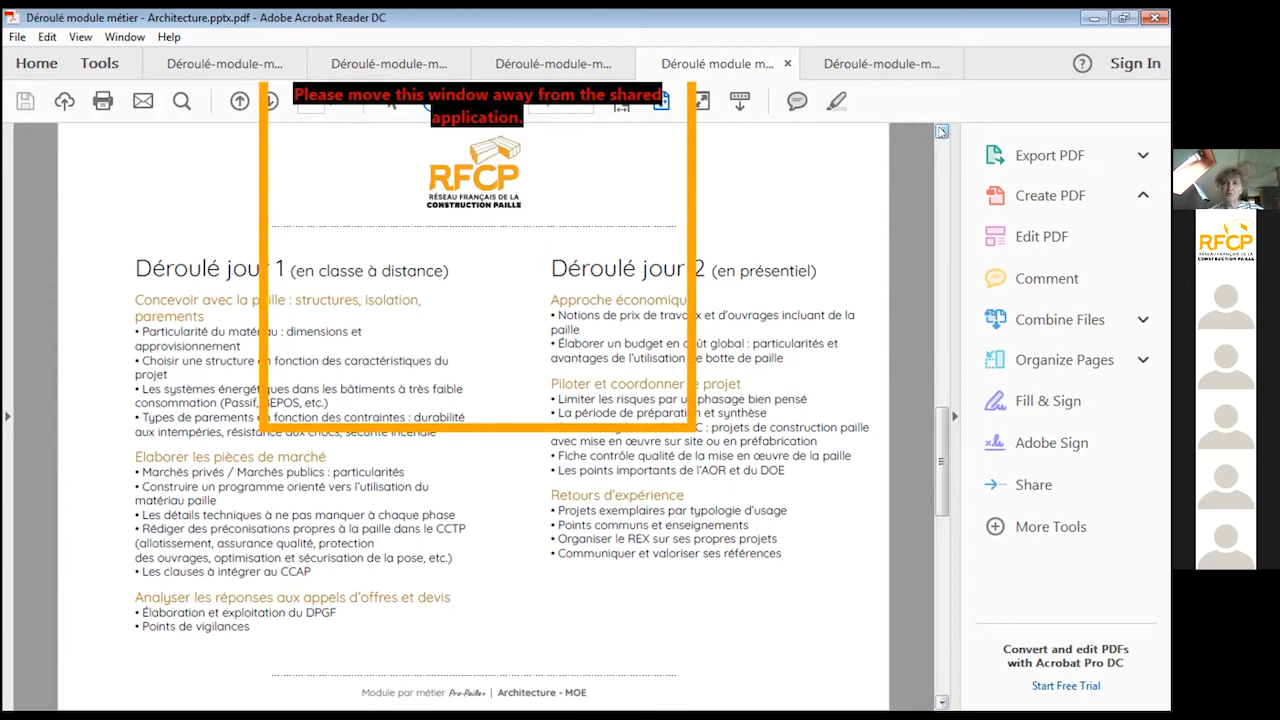 Déroulé module métier - Architecture.pptx.pdf - Adobe Acrobat Reader DC
File Edit View Window Help
Home Tools Déroulé-module-m... Déroulé-module-m... Déroulé-module-m... Déroulé module m... × Déroulé-module-m... ? Sign In
Please move this window away from the shared
application.
RFCP
RÉSEAU FRANÇAIS DE LA
CONSTRUCTION PAILLE
Déroulé jour 1 (en classe à distance)
Concevoir avec la paille : structures, isolation,
parements
• Particularité du matériau : dimensions et
approvisionnement
• Choisir une structure en fonction des caractéristiques du
projet
• Les systèmes énergétiques dans les bâtiments à très faible
consommation (Passif, BEPOS, etc.)
• Types de parements en fonction des contraintes : durabilité
aux intempéries, résistance aux chocs, sécurité incendie
Elaborer les pièces de marché
• Marchés privés / Marchés publics : particularités
• Construire un programme orienté vers l'utilisation du
matériau paille
• Les détails techniques à ne pas manquer à chaque phase
• Rédiger des préconisations propres à la paille dans le CCTP
(allotissement, assurance qualité, protection
des ouvrages, optimisation et sécurisation de la pose, etc.)
• Les clauses à intégrer au CCAP
Analyser les réponses aux appels d'offres et devis
• Élaboration et exploitation du DPGF
• Points de vigilances
Déroulé jour 2 (en présentiel)
Approche économique
• Notions de prix de travaux et d'ouvrages incluant de la
paille
• Élaborer un budget en coût global : particularités et
avantages de l'utilisation de botte de paille
Piloter et coordonner le projet
• Limiter les risques par un phasage bien pensé
• La période de préparation et synthèse
: projets de construction paille
avec mise en œuvre sur site ou en préfabrication
• Fiche contrôle qualité de la mise en œuvre de la paille
• Les points importants de l'AOR et du DOE
Retours d'expérience
• Projets exemplaires par typologie d'usage
• Points communs et enseignements
• Organiser le REX sur ses propres projets
• Communiquer et valoriser ses références
Module par métier Pro-Paille+ | Architecture - MOE
Export PDF
Create PDF
Edit PDF
Comment
Combine Files
Organize Pages
Fill & Sign
Adobe Sign
Share
More Tools
Convert and edit PDFs
with Acrobat Pro DC
Start Free Trial
RFCP
RÉSEAU FRANÇAIS DE LA
CONSTRUCTION PAILLE